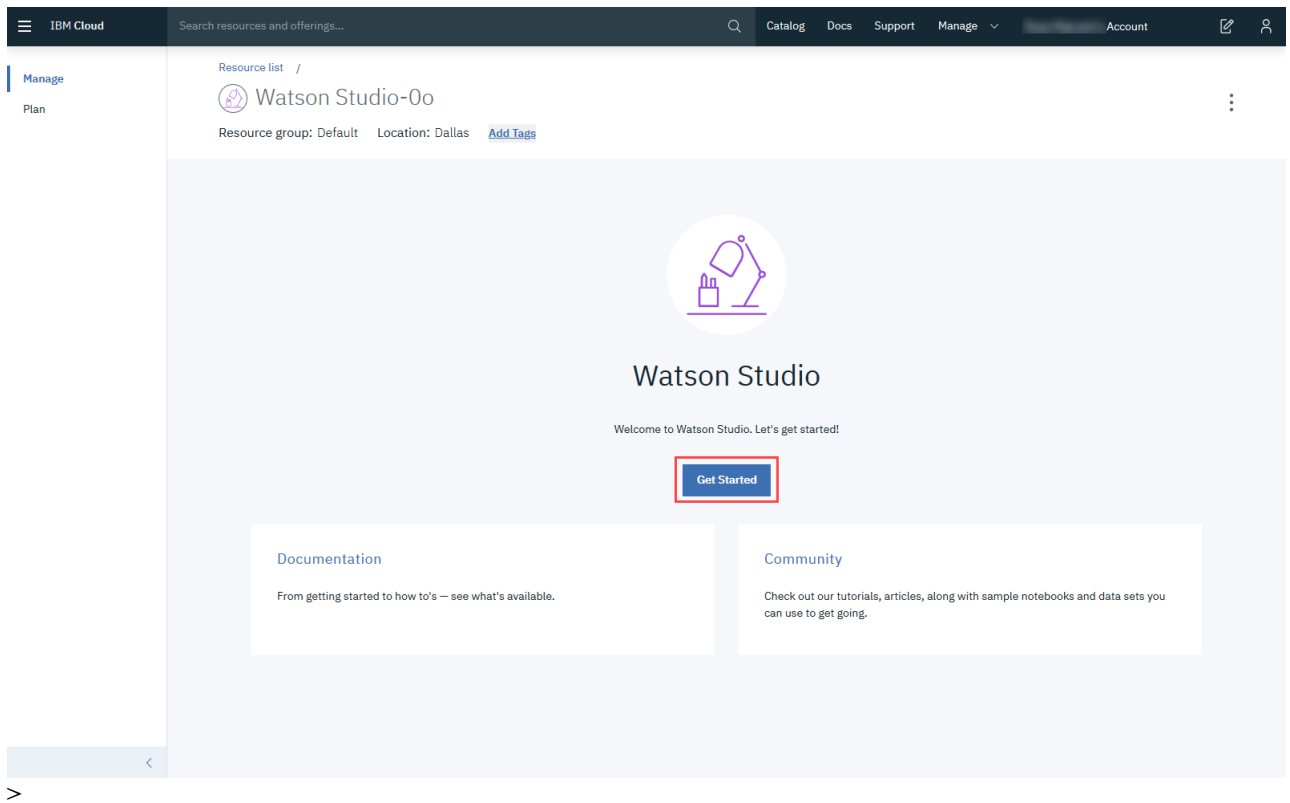 IBM Cloud
Search resources and offerings...
Catalog
Docs
Support
Manage
Account
Manage
Plan
Resource list /
Watson Studio-0o
Resource group: Default Location: Dallas Add Tags
Watson Studio
Welcome to Watson Studio. Let's get started!
Get Started
Documentation
From getting started to how to's — see what's available.
Community
Check out our tutorials, articles, along with sample notebooks and data sets you
can use to get going.
>